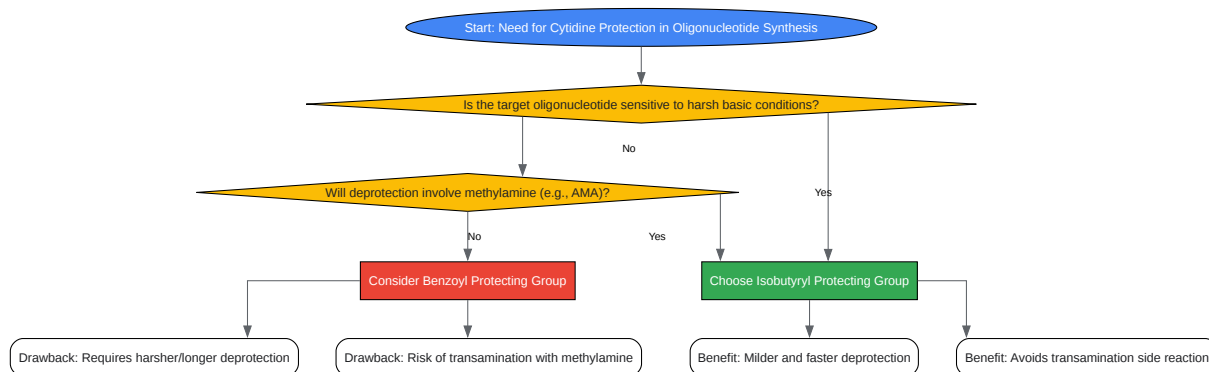 Start: Need for Cytidine Protection in Oligonucleotide Synthesis
Is the target oligonucleotide sensitive to harsh basic conditions?
No
Will deprotection involve methylamine (e.g., AMA)?
Yes
No
Yes
Consider Benzoyl Protecting Group
Choose Isobutyryl Protecting Group
Drawback: Requires harsher/longer deprotection
Drawback: Risk of transamination with methylamine
Benefit: Milder and faster deprotection
Benefit: Avoids transamination side reaction